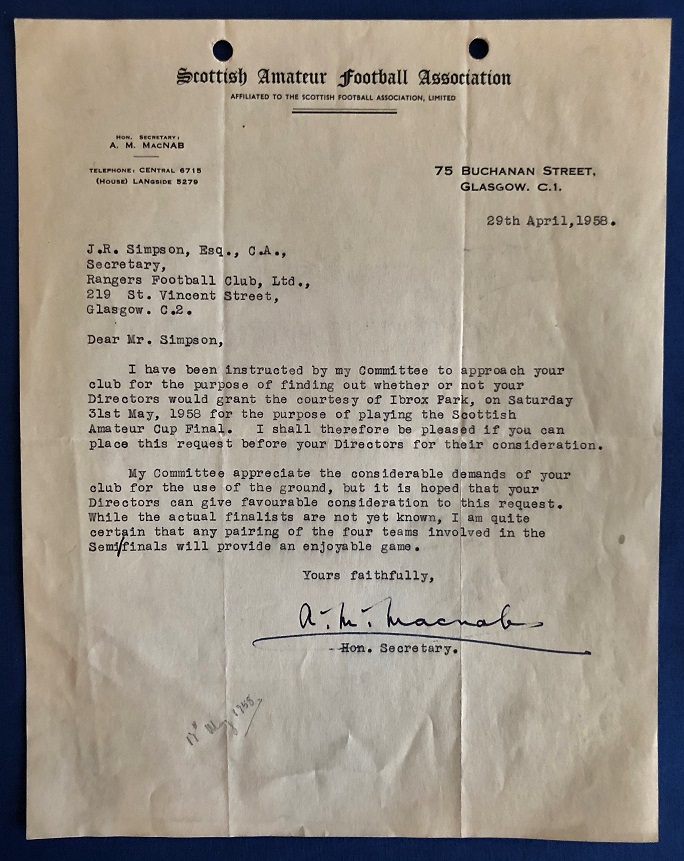 Scottish Amateur Football Association
AFFILIATED TO THE SCOTTISH FOOTBALL ASSOCIATION, LIMITED
HON. SECRETARY:
A. M. MACNAB
TELEPHONE: CENTRAL 6715
(HOUSE) LANGSIDE 5279
75 BUCHANAN STREET,
GLASGOW. C.1.
29th April,1958.
J.R. Simpson, Esq., C.A.,
Secretary,
Rangers Football Club, Ltd.,
219 St. Vincent Street,
Glasgow. C.2.
Dear Mr. Simpson,
I have been instructed by my Committee to approach your
club for the purpose of finding out whether or not your
Directors would grant the courtesy of Ibrox Park, on Saturday
31st May, 1958 for the purpose of playing the Scottish
Amateur Cup Final. I shall therefore be pleased if you can
place this request before your Directors for their consideration.
My Committee appreciate the considerable demands of your
club for the use of the ground, but it is hoped that your
Directors can give favourable consideration to this request.
While the actual finalists are not yet known, I am quite
certain that any pairing of the four teams involved in the
Semi/finals will provide an enjoyable game.
Yours faithfully,
A. M. Macnab
Hon. Secretary.